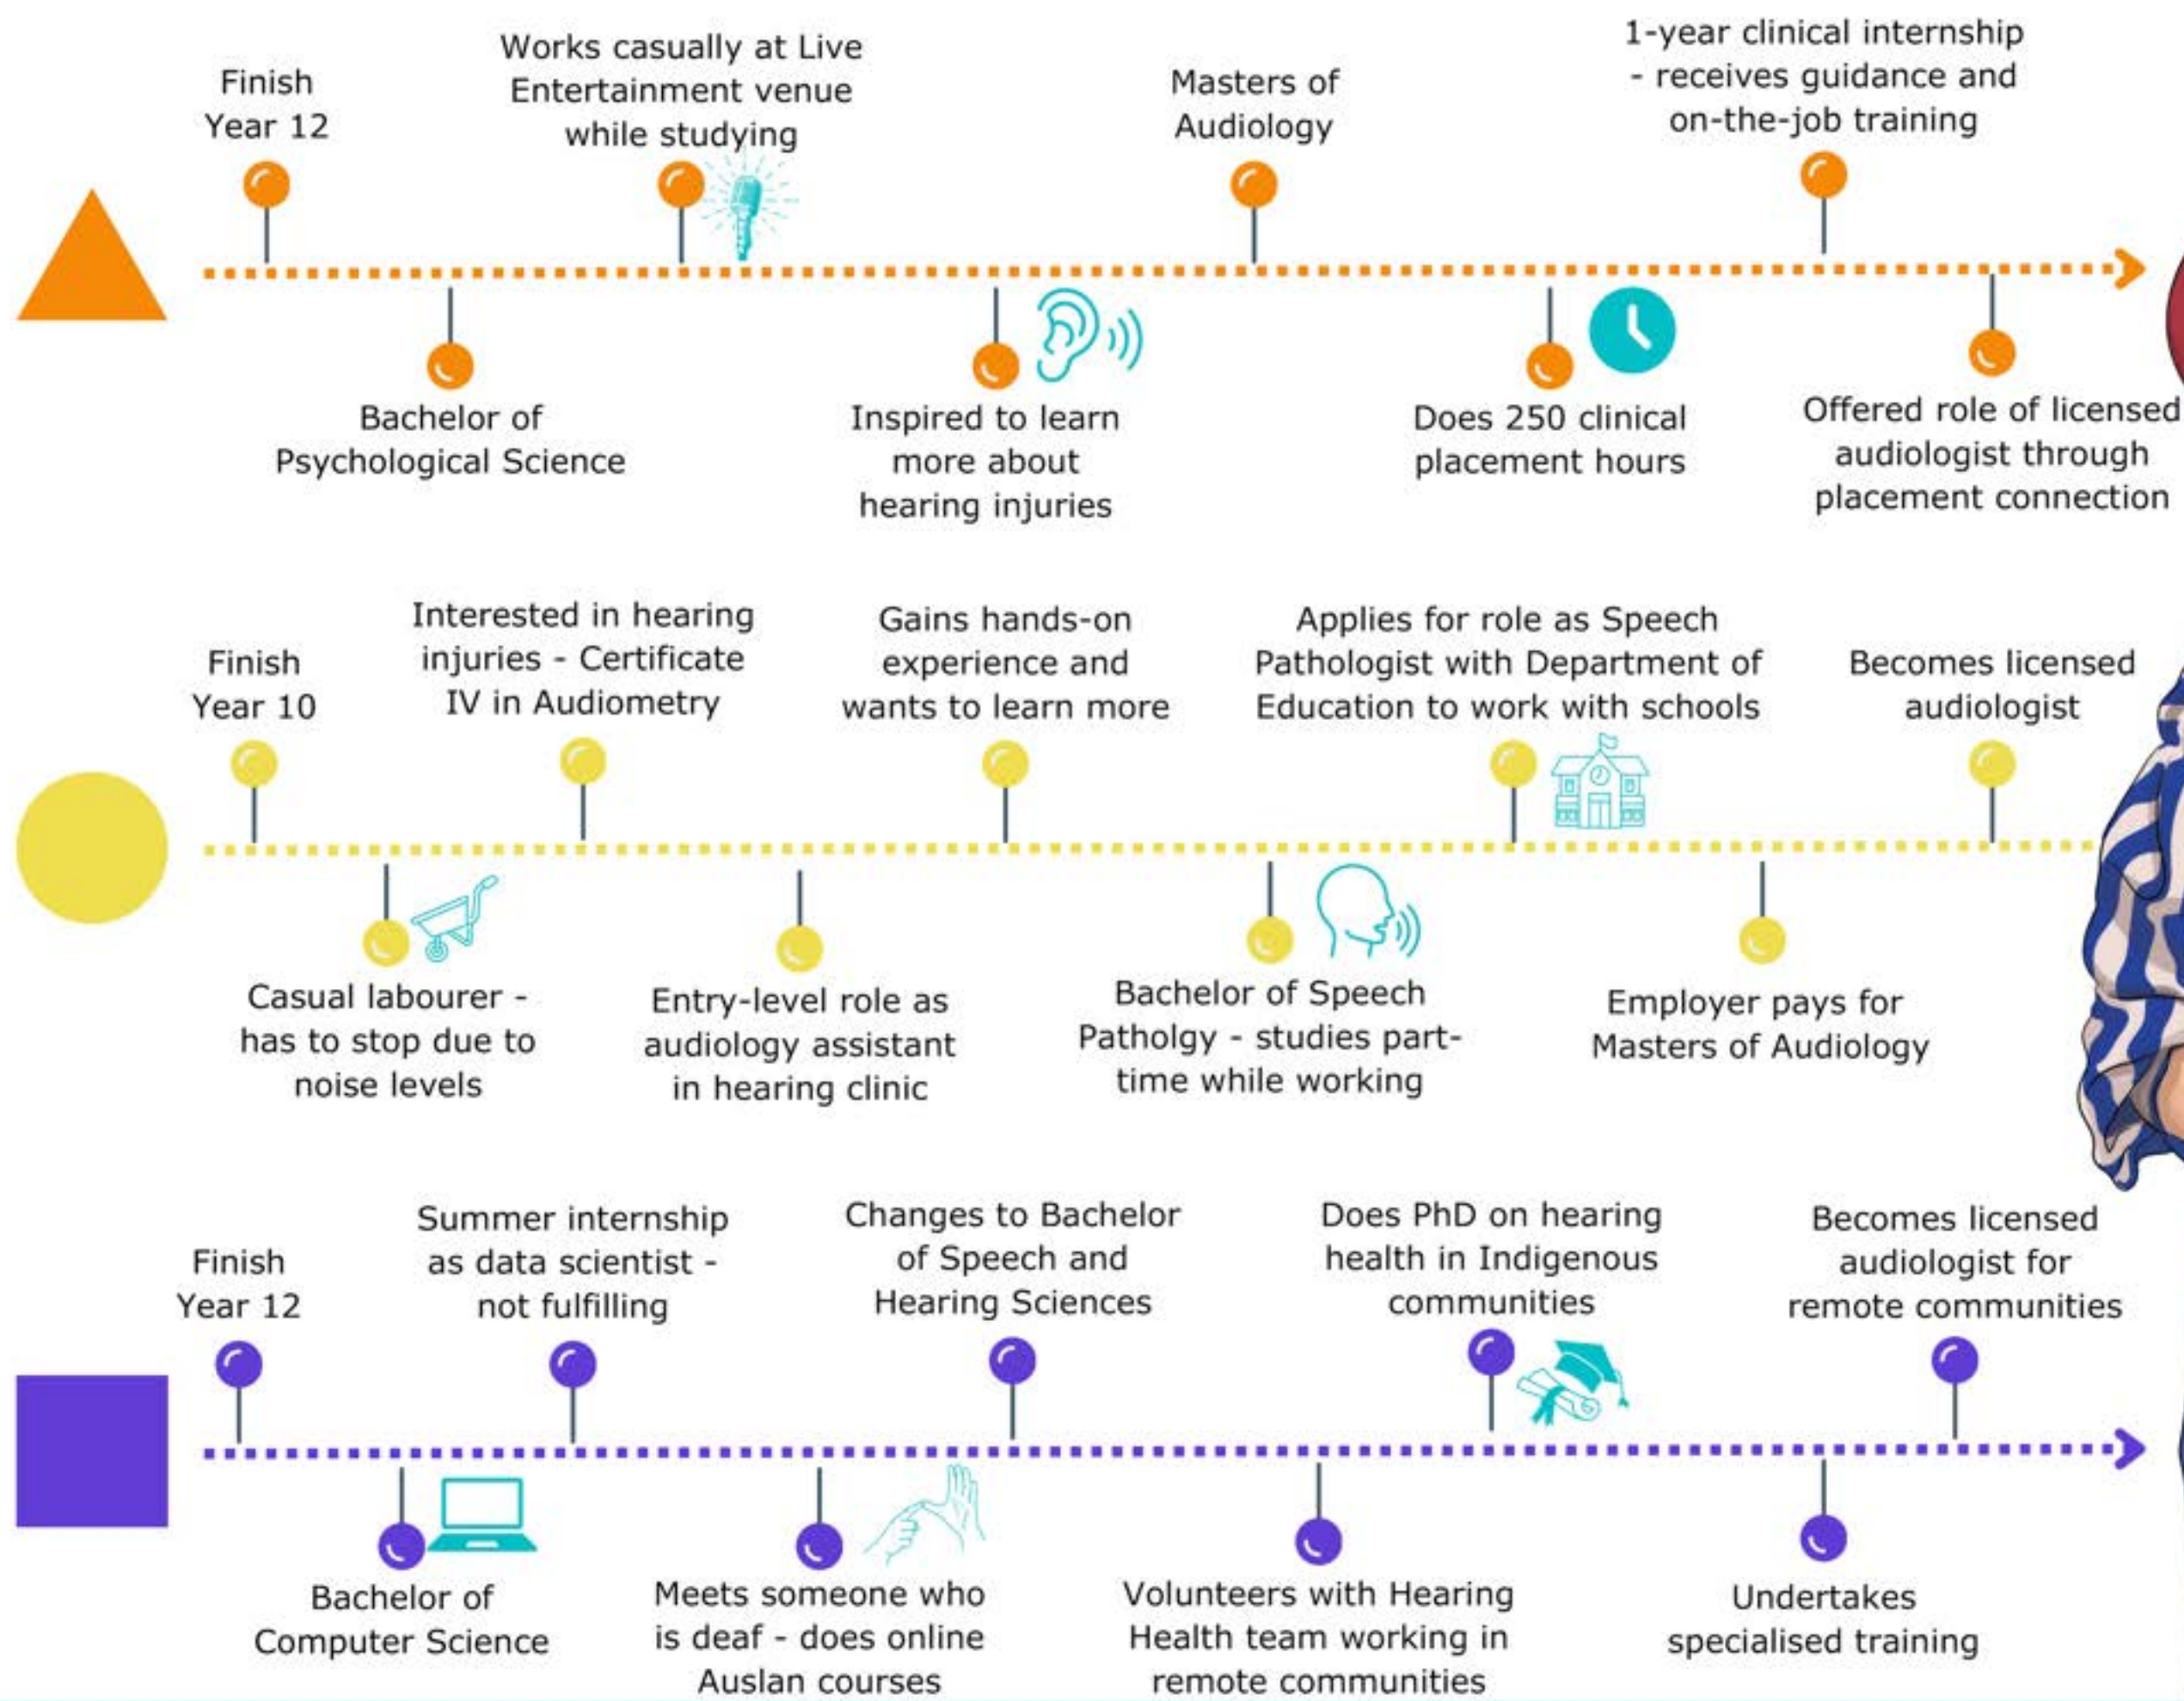 Finish
Year 12
Bachelor of
Psychological Science
Works casually at Live
Entertainment venue
while studying
Inspired to learn
more about
hearing injuries
Masters of
Audiology
Does 250 clinical
placement hours
1-year clinical internship
- receives guidance and
on-the-job training
Offered role of licensed
audiologist through
placement connection
Finish
Year 10
Casual labourer -
has to stop due to
noise levels
Interested in hearing
injuries - Certificate
IV in Audiometry
Entry-level role as
audiology assistant
in hearing clinic
Gains hands-on
experience and
wants to learn more
Bachelor of Speech
Patholgy - studies part-
time while working
Applies for role as Speech
Pathologist with Department of
Education to work with schools
Employer pays for
Masters of Audiology
Becomes licensed
audiologist
Finish
Year 12
Bachelor of
Computer Science
Summer internship
as data scientist -
not fulfilling
Meets someone who
is deaf - does online
Auslan courses
Changes to Bachelor
of Speech and
Hearing Sciences
Volunteers with Hearing
Health team working in
remote communities
Does PhD on hearing
health in Indigenous
communities
Undertakes
specialised training
Becomes licensed
audiologist for
remote communities